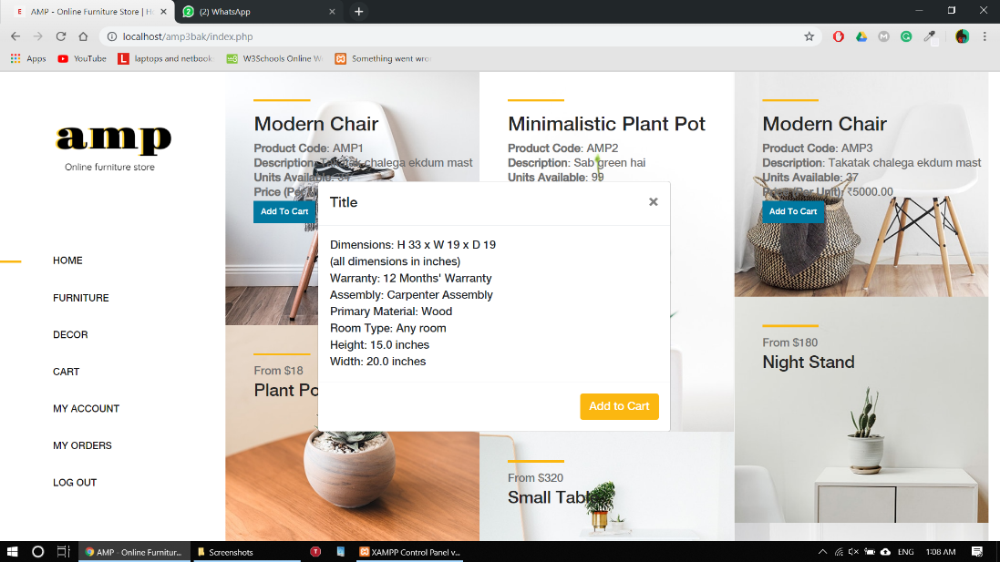 AMP - Online Furniture Store | Ho
(2) WhatsApp
localhost/amp3bak/index.php
Apps
YouTube
laptops and netbook
W3Schools Online W
Something went wron
amp
Online furniture store
HOME
FURNITURE
DECOR
CART
MY ACCOUNT
MY ORDERS
LOG OUT
Modern Chair
Product Code: AMP1
Description: Takatak chalega ekdum mast
Units Available:
Price (Per
Add To Cart
Minimalistic Plant Pot
Product Code: AMP2
Description: Sab green hai
Units Available: 99
Modern Chair
Product Code: AMP3
Description: Takatak chalega ekdum mast
Units Available: 37
Price (Per Unit): ₹5000.00
Add To Cart
Title
×
Dimensions: H 33 x W 19 x D 19
(all dimensions in inches)
Warranty: 12 Months' Warranty
Assembly: Carpenter Assembly
Primary Material: Wood
Room Type: Any room
Height: 15.0 inches
Width: 20.0 inches
Add to Cart
From $18
Plant Po
From $320
Small Table
From $180
Night Stand
AMP - Online Furnitur...
Screenshots
XAMPP Control Panel v...
ENG
1:08 AM